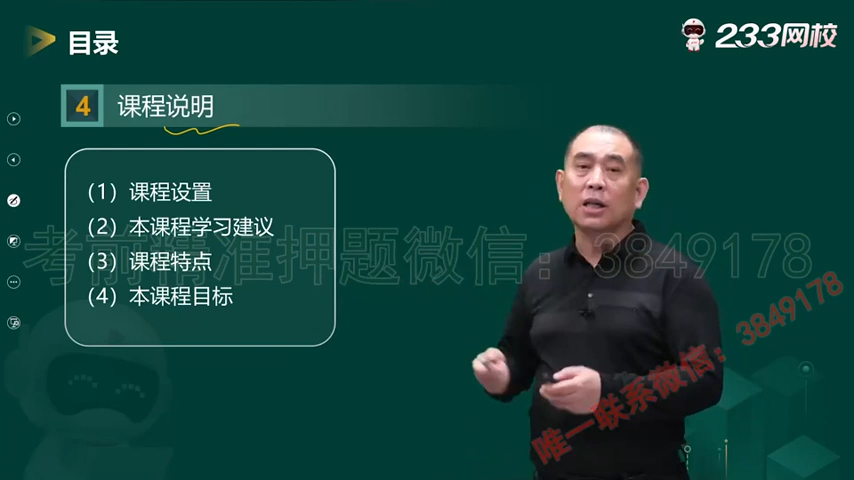 目录
233网校
4 课程说明
（1）课程设置
（2）本课程学习建议
（3）课程特点
（4）本课程目标
考前精准押题微信：3849178
唯一联系微信：3849178